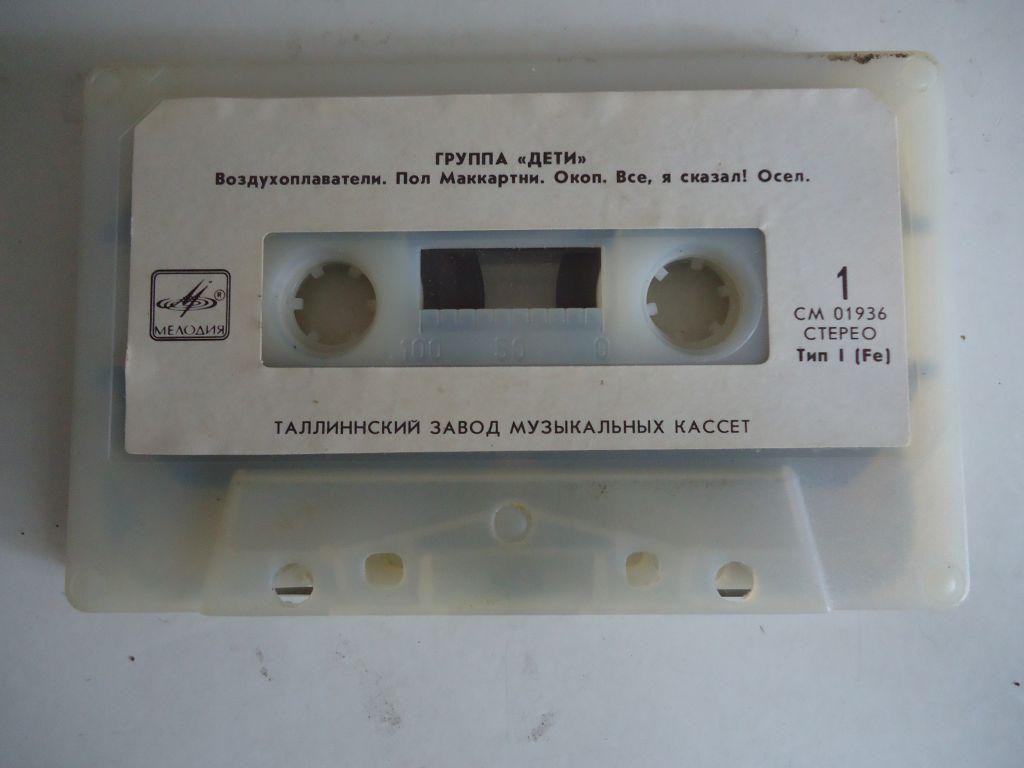 ГРУППА «ДЕТИ»
Воздухоплаватели. Пол Маккартни. Окоп. Все, я сказал! Осел.
®
МЕЛОДИЯ
1
СМ 01936
СТЕРЕО
Тип I (Fe)
100 50 0
ТАЛЛИННСКИЙ ЗАВОД МУЗЫКАЛЬНЫХ КАССЕТ